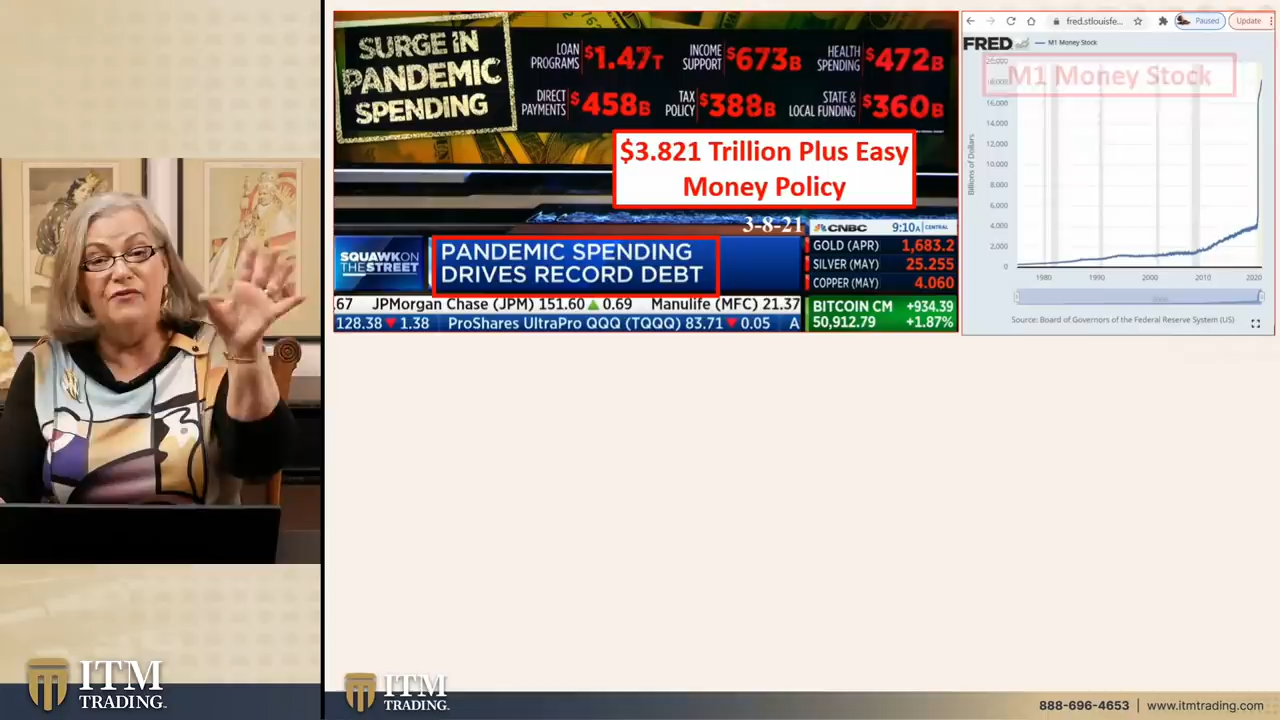 SURGE IN
PANDEMIC
SPENDING
LOAN
PROGRAMS
$1.47T
INCOME
SUPPORT
$673B
HEALTH
SPENDING
$472B
DIRECT
PAYMENTS
$458B
TAX
POLICY
$388B
STATE &
LOCAL FUNDING
$360B
$3.821 Trillion Plus Easy
Money Policy
3-8-21
CNBC 9:10A CENTRAL
SQUAWK ON
THE STREET
PANDEMIC SPENDING
DRIVES RECORD DEBT
GOLD (APR) 1,683.2
SILVER (MAY) 25.255
COPPER (MAY) 4.060
.67 JPMorgan Chase (JPM) 151.60 ▲ 0.69 Manulife (MFC) 21.37
128.38 ▼ 1.38 ProShares UltraPro QQQ (TQQQ) 83.71 ▼ 0.05 A
BITCOIN CM +934.39
50,912.79 +1.87%
fred.stlouisfe... Paused Update
FRED M1 Money Stock
M1 Money Stock
20,000
18,000
16,000
14,000
12,000
10,000
8,000
6,000
4,000
2,000
0
Billions of Dollars
1980 1990 2000 2010 2020
Source: Board of Governors of the Federal Reserve System (US)
ITM
TRADING
ITM
TRADING
888-696-4653 | www.itmtrading.com